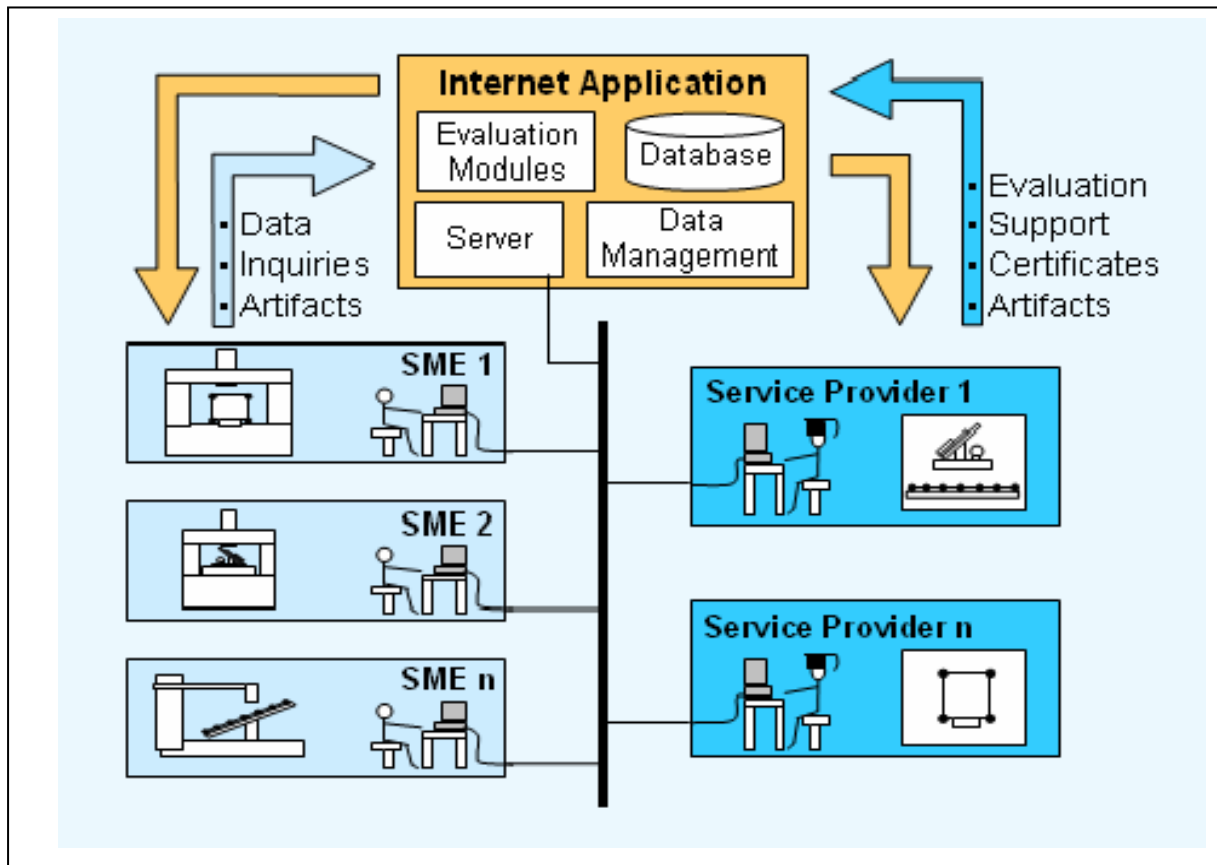 Internet Application
Evaluation
Modules
Database
Server
Data
Management
▪ Data
▪ Inquiries
▪ Artifacts
▪ Evaluation
▪ Support
▪ Certificates
▪ Artifacts
SME 1
SME 2
SME n
Service Provider 1
Service Provider n